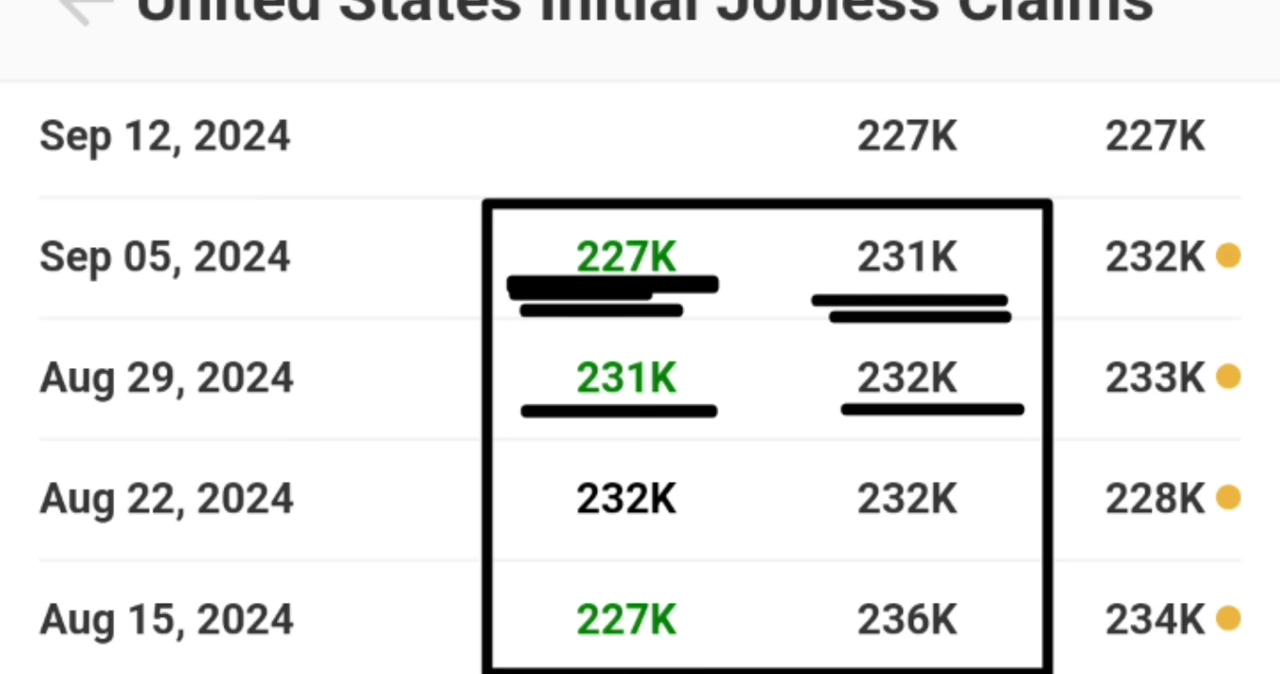 United States Initial Jobless Claims
Sep 12, 2024 227K 227K
Sep 05, 2024 227K 231K 232K
Aug 29, 2024 231K 232K 233K
Aug 22, 2024 232K 232K 228K
Aug 15, 2024 227K 236K 234K